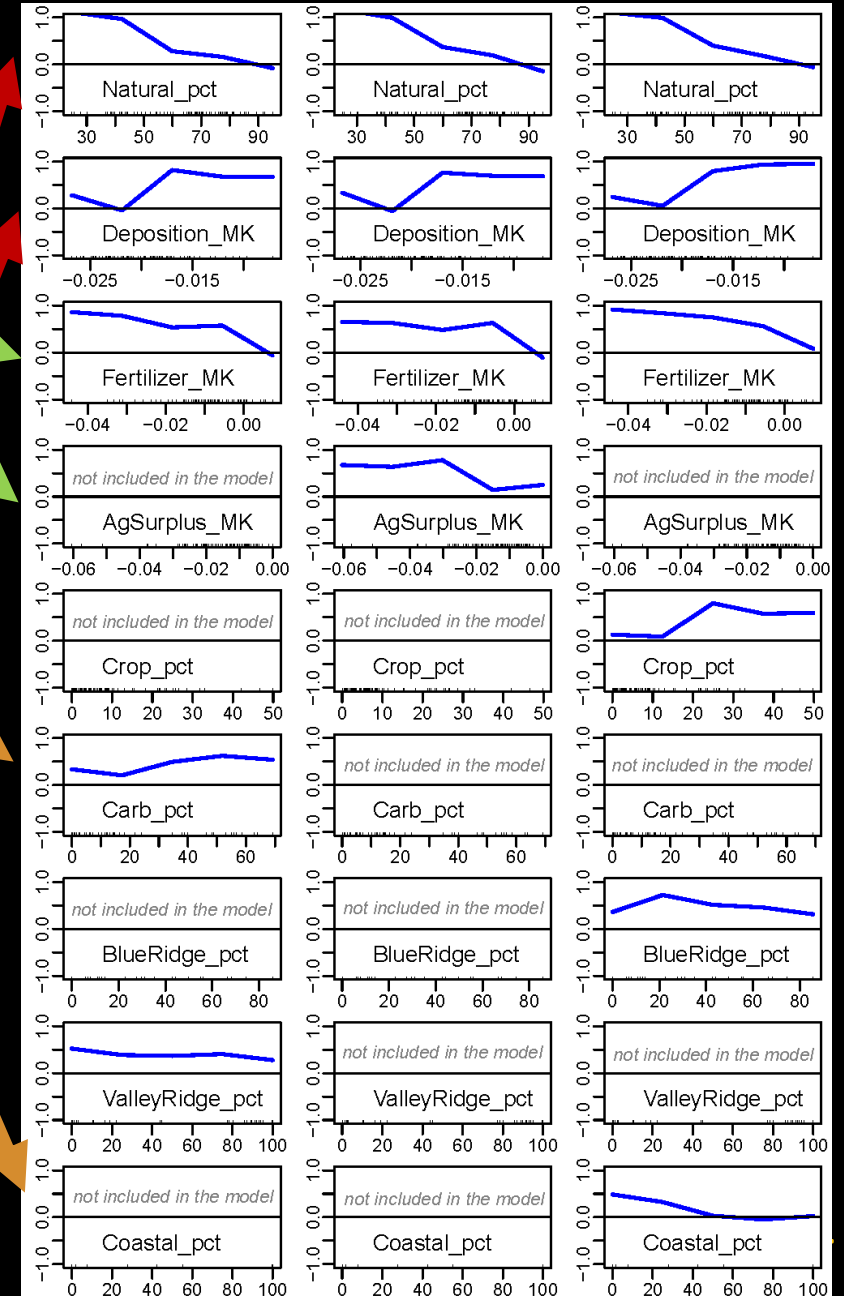 1.0 0.0 −1.0 Natural_pct 1.0 0.0 −1.0 Natural_pct 1.0 0.0 −1.0 Natural_pct
30 50 70 90 30 50 70 90 30 50 70 90
1.0 0.0 −1.0 Deposition_MK 1.0 0.0 −1.0 Deposition_MK 1.0 0.0 −1.0 Deposition_MK
−0.025 −0.015 −0.025 −0.015 −0.025 −0.015
1.0 0.0 −1.0 Fertilizer_MK 1.0 0.0 −1.0 Fertilizer_MK 1.0 0.0 −1.0 Fertilizer_MK
−0.04 −0.02 0.00 −0.04 −0.02 0.00 −0.04 −0.02 0.00
not included in the model not included in the model
1.0 0.0 −1.0 AgSurplus_MK 1.0 0.0 −1.0 AgSurplus_MK 1.0 0.0 −1.0 AgSurplus_MK
−0.06 −0.04 −0.02 0.00 −0.06 −0.04 −0.02 0.00 −0.06 −0.04 −0.02 0.00
not included in the model not included in the model
1.0 0.0 −1.0 Crop_pct 1.0 0.0 −1.0 Crop_pct 1.0 0.0 −1.0 Crop_pct
0 10 20 30 40 50 0 10 20 30 40 50 0 10 20 30 40 50
not included in the model not included in the model
1.0 0.0 −1.0 Carb_pct 1.0 0.0 −1.0 Carb_pct 1.0 0.0 −1.0 Carb_pct
0 20 40 60 0 20 40 60 0 20 40 60
not included in the model not included in the model
1.0 0.0 −1.0 BlueRidge_pct 1.0 0.0 −1.0 BlueRidge_pct 1.0 0.0 −1.0 BlueRidge_pct
0 20 40 60 80 0 20 40 60 80 0 20 40 60 80
not included in the model not included in the model
1.0 0.0 −1.0 ValleyRidge_pct 1.0 0.0 −1.0 ValleyRidge_pct 1.0 0.0 −1.0 ValleyRidge_pct
0 20 40 60 80 100 0 20 40 60 80 100 0 20 40 60 80 100
not included in the model not included in the model
1.0 0.0 −1.0 Coastal_pct 1.0 0.0 −1.0 Coastal_pct 1.0 0.0 −1.0 Coastal_pct
0 20 40 60 80 100 0 20 40 60 80 100 0 20 40 60 80 100